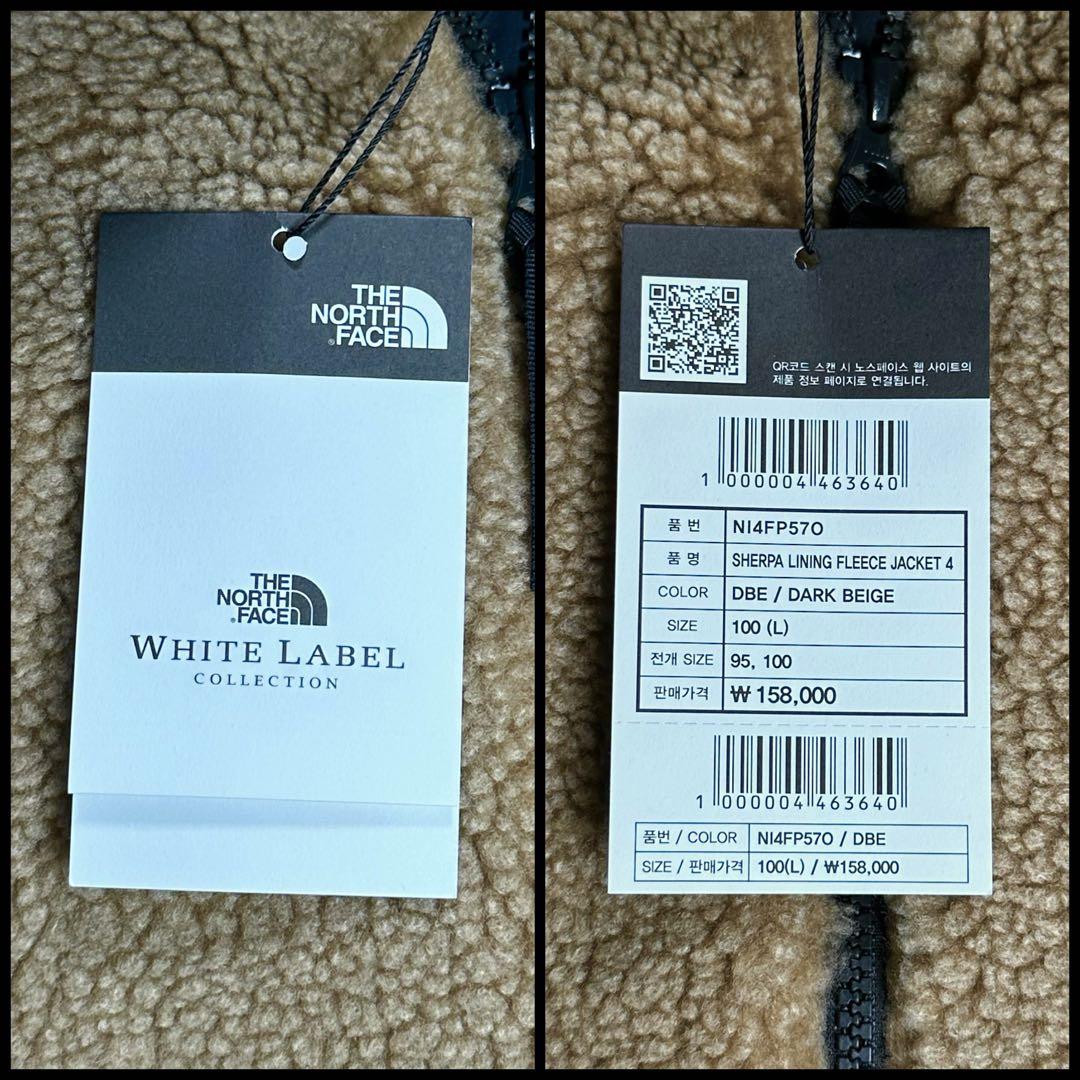 THE
NORTH
FACE
THE
NORTH
FACE
WHITE LABEL
COLLECTION
QR코드 스캔 시 노스페이스 웹 사이트의
제품 정보 페이지로 연결됩니다.
1 000004 463640
품 번 NI4FP57O
품 명 SHERPA LINING FLEECE JACKET 4
COLOR DBE / DARK BEIGE
SIZE 100 (L)
전개 SIZE 95, 100
판매가격 ₩ 158,000
1 000004 463640
품번 / COLOR NI4FP57O / DBE
SIZE / 판매가격 100(L) / ₩158,000